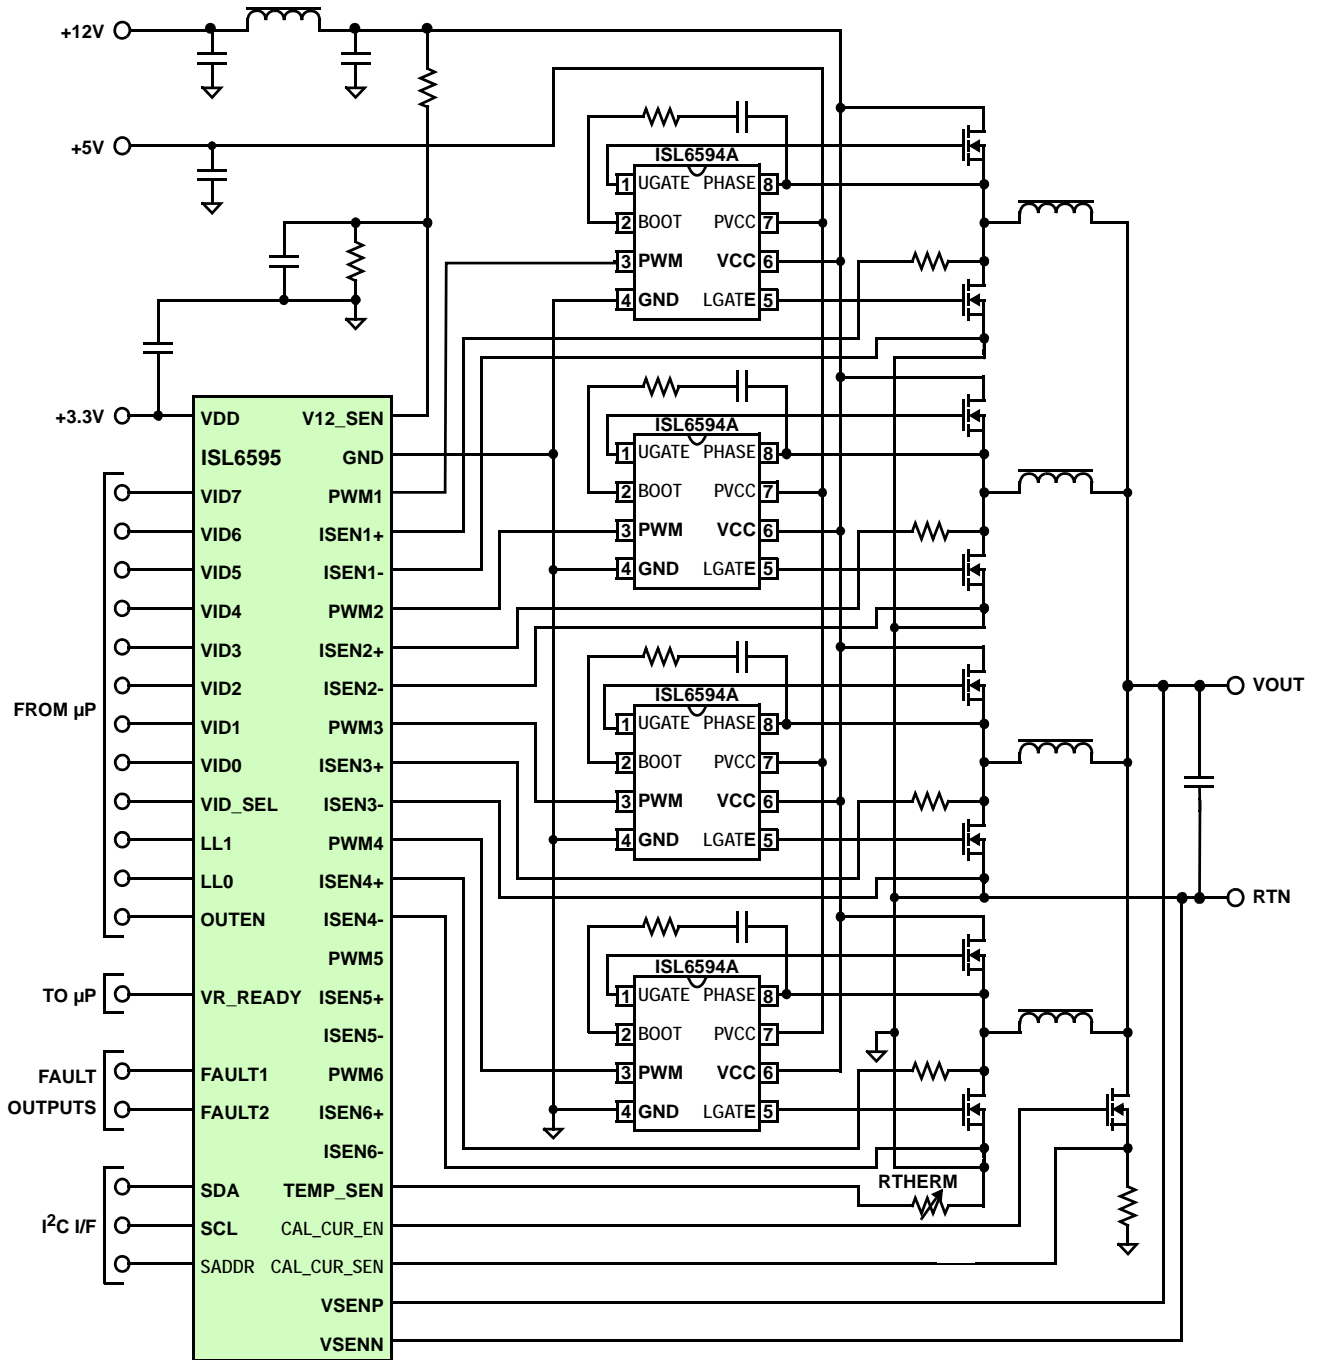 +12V
+5V
+3.3V
VDD
V12_SEN
ISL6595
GND
VID7
PWM1
VID6
ISEN1+
VID5
ISEN1-
VID4
PWM2
VID3
ISEN2+
VID2
ISEN2-
VID1
PWM3
VID0
ISEN3+
VID_SEL
ISEN3-
LL1
PWM4
LL0
ISEN4+
OUTEN
ISEN4-
PWM5
VR_READY
ISEN5+
ISEN5-
FAULT1
PWM6
FAULT2
ISEN6+
ISEN6-
SDA
TEMP_SEN
SCL
CAL_CUR_EN
SADDR
CAL_CUR_SEN
VSENP
VSENN
FROM µP
TO µP
FAULT
OUTPUTS
I2C I/F
ISL6594A
1 UGATE PHASE 8
2 BOOT PVCC 7
3 PWM VCC 6
4 GND LGATE 5
ISL6594A
1 UGATE PHASE 8
2 BOOT PVCC 7
3 PWM VCC 6
4 GND LGATE 5
ISL6594A
1 UGATE PHASE 8
2 BOOT PVCC 7
3 PWM VCC 6
4 GND LGATE 5
ISL6594A
1 UGATE PHASE 8
2 BOOT PVCC 7
3 PWM VCC 6
4 GND LGATE 5
RTHERM
VOUT
RTN